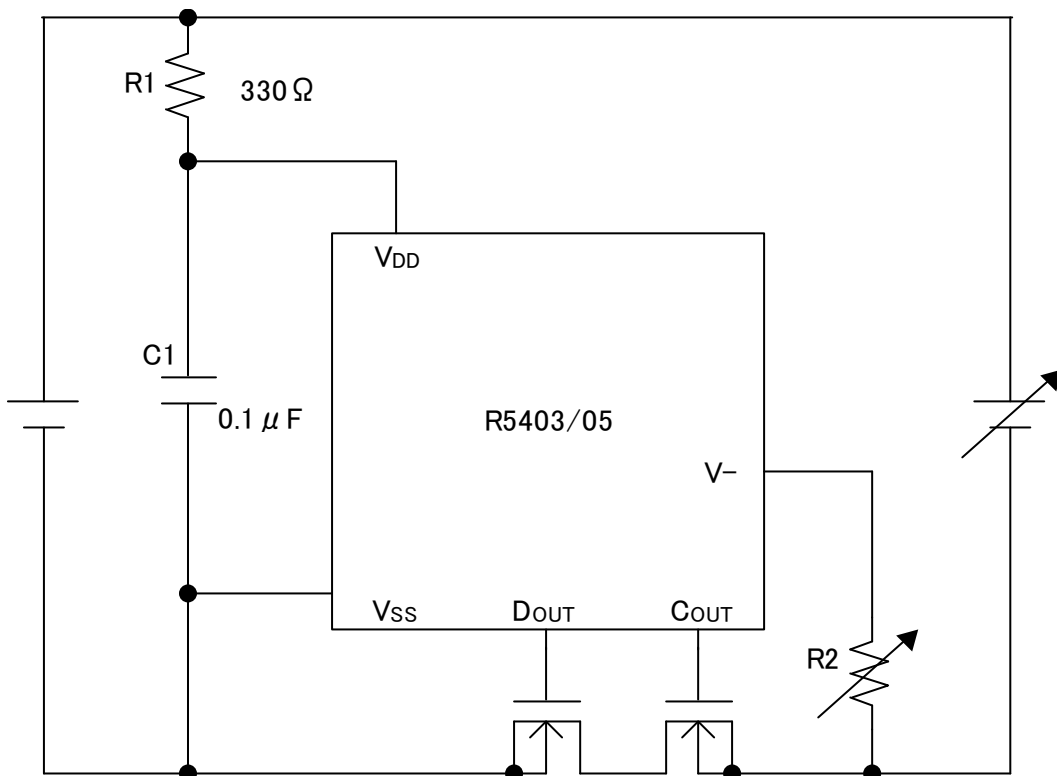 R1
330Ω
VDD
C1
0.1μF
R5403/05
V-
VSS
DOUT
COUT
R2